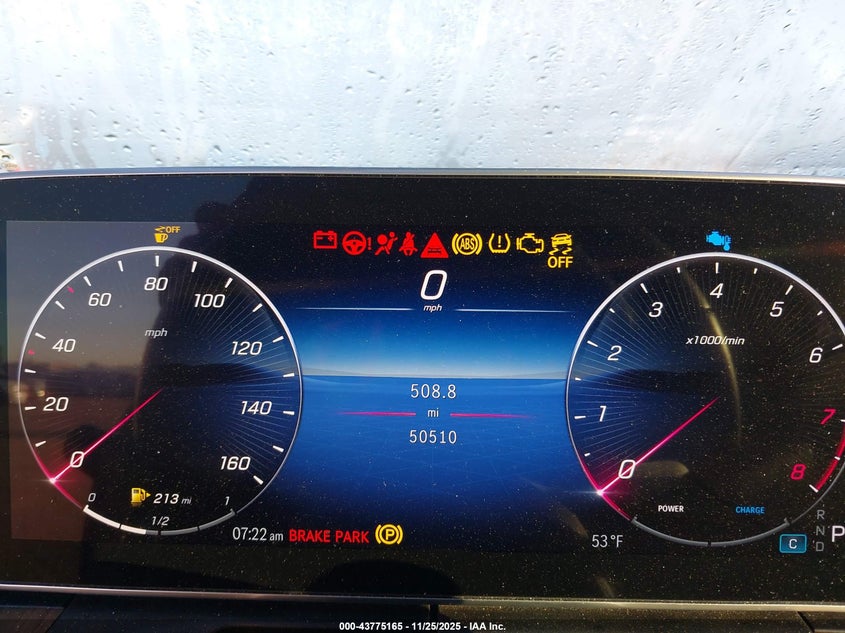 OFF
ABS
OFF
0
mph
0
20
40
60
80
100
120
140
160
mph
0
1/2
1
213 mi
508.8
mi
50510
0
1
2
3
4
5
6
7
8
x1000/min
POWER
CHARGE
07:22 am BRAKE PARK P
53°F
C
R
N
D
P
000-43775165 - 11/25/2025 - IAA Inc.